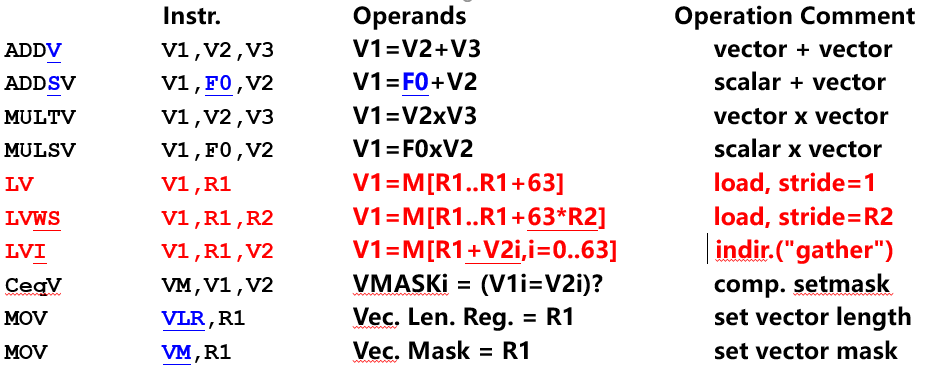 Instr. Operands Operation Comment
ADDV V1,V2,V3 V1=V2+V3 vector + vector
ADDSV V1,F0,V2 V1=F0+V2 scalar + vector
MULTV V1,V2,V3 V1=V2xV3 vector x vector
MULSV V1,F0,V2 V1=F0xV2 scalar x vector
LV V1,R1 V1=M[R1..R1+63] load, stride=1
LVWS V1,R1,R2 V1=M[R1..R1+63*R2] load, stride=R2
LVI V1,R1,V2 V1=M[R1+V2i,i=0..63] indir.("gather")
CeqV VM,V1,V2 VMASKi = (V1i=V2i)? comp. setmask
MOV VLR,R1 Vec. Len. Reg. = R1 set vector length
MOV VM,R1 Vec. Mask = R1 set vector mask